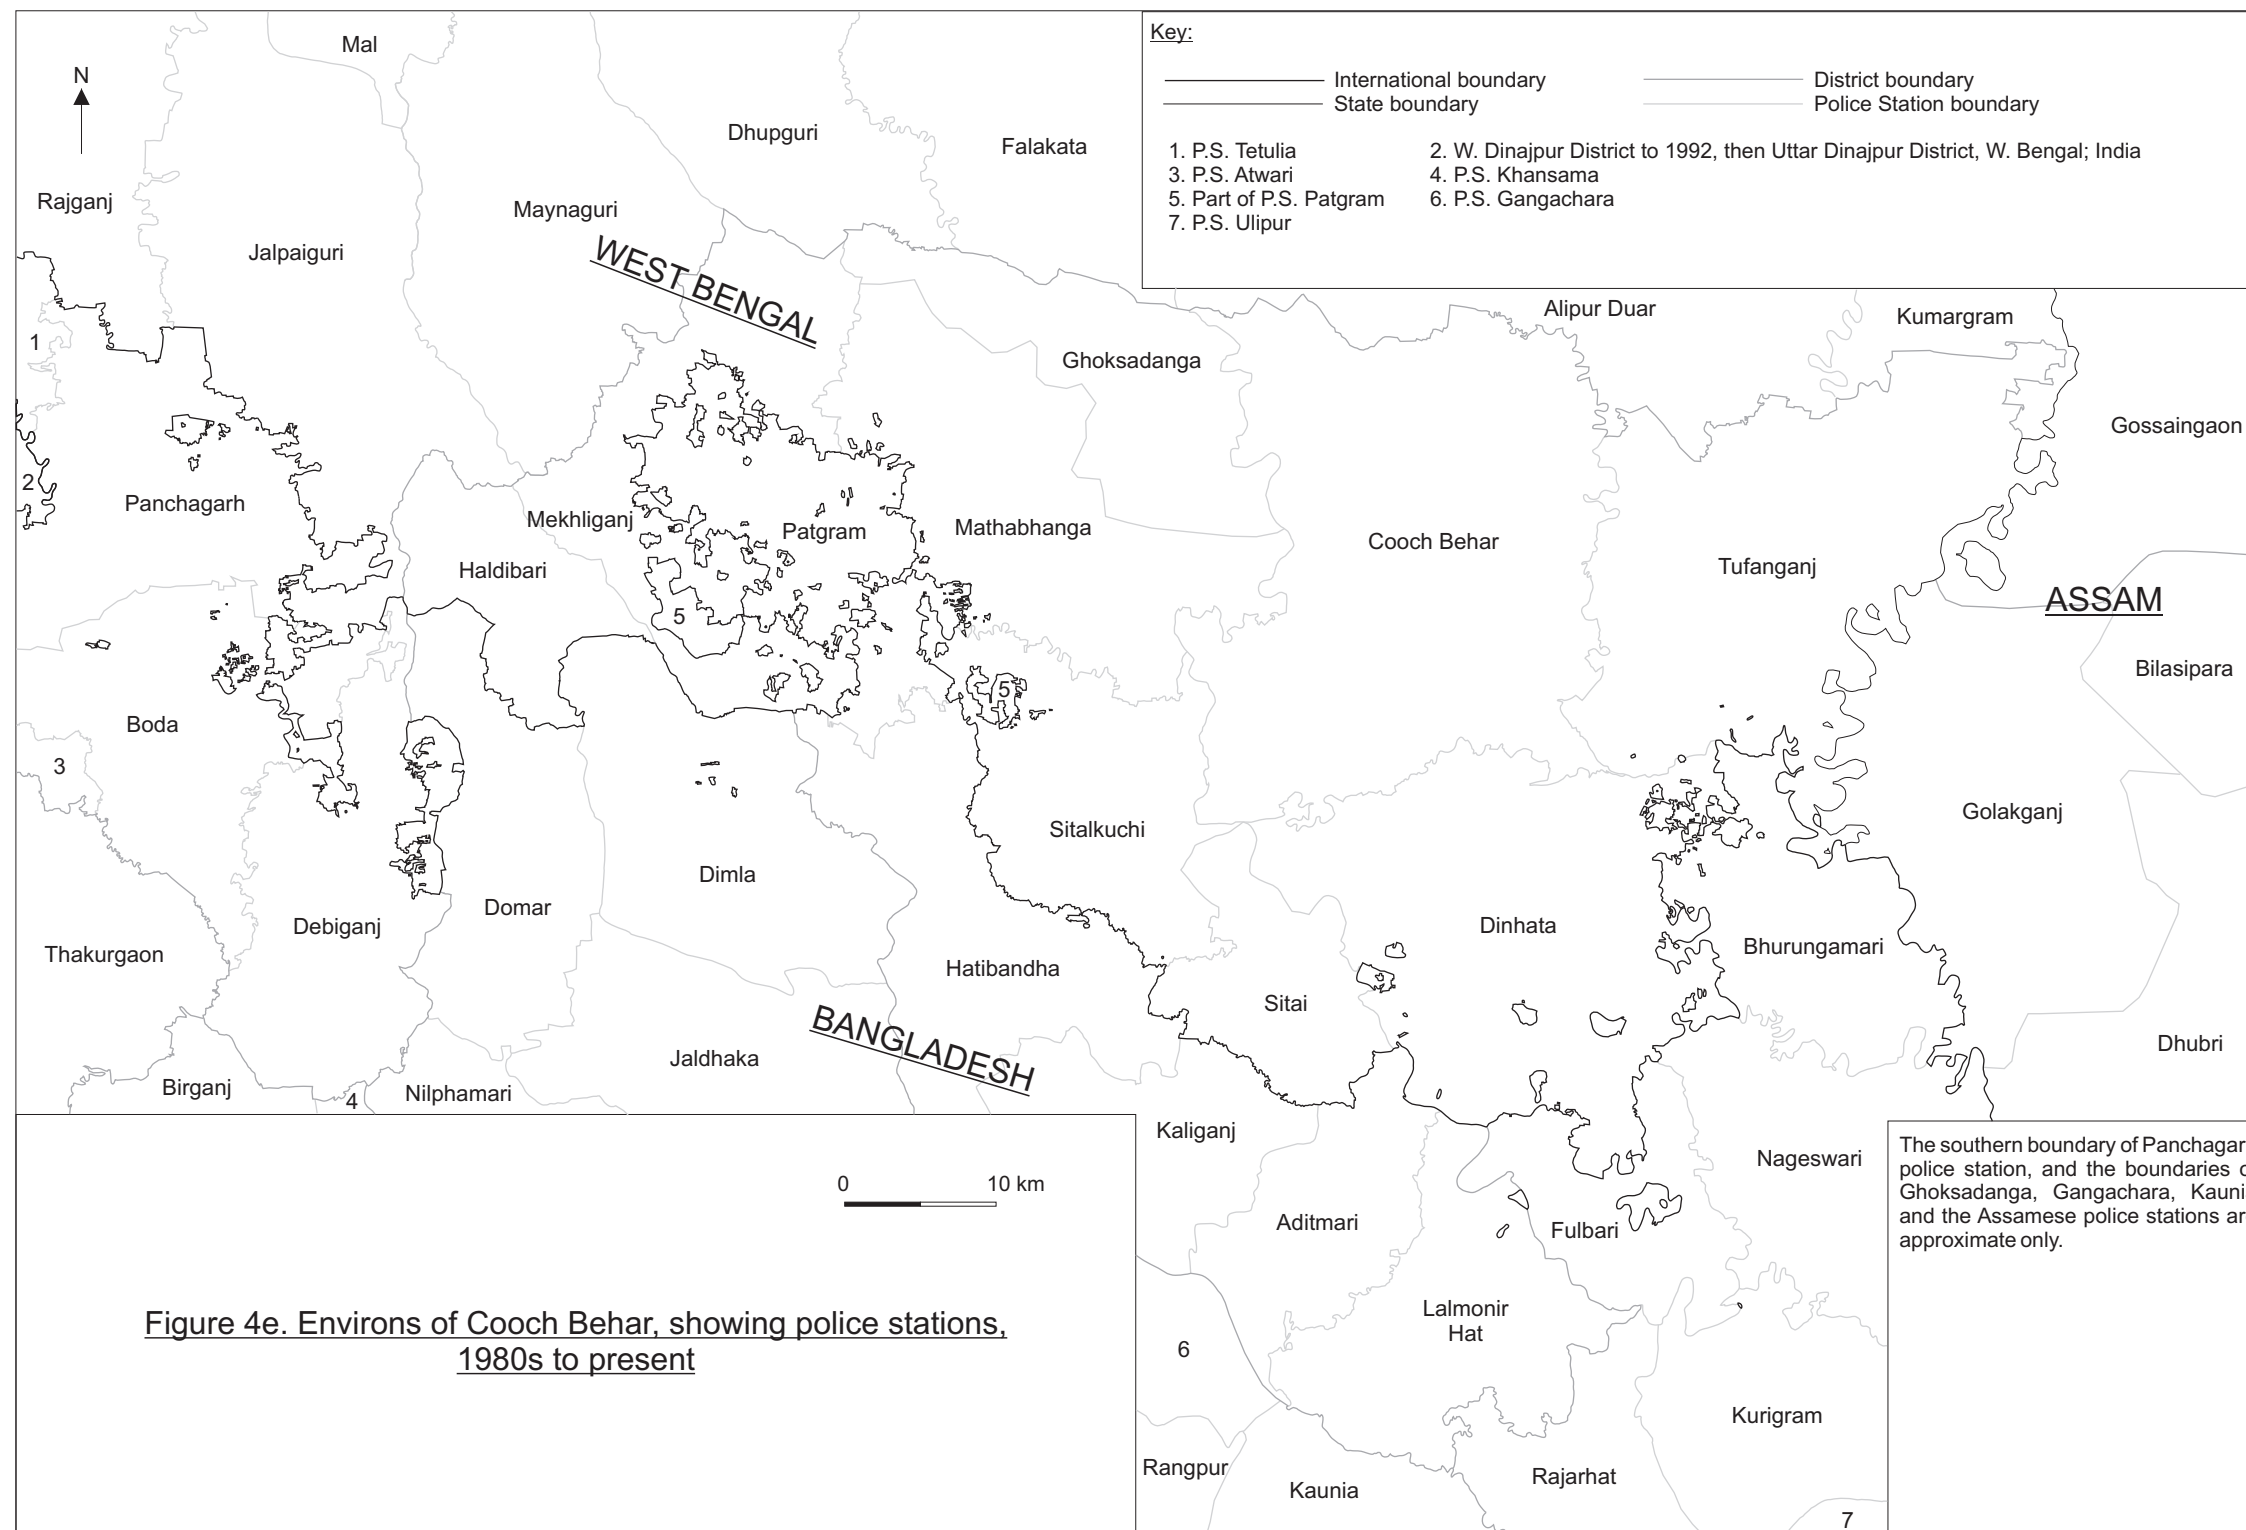 Key:
International boundary
District boundary
State boundary
Police Station boundary
1. P.S. Tetulia
2. W. Dinajpur District to 1992, then Uttar Dinajpur District, W. Bengal; India
3. P.S. Atwari
4. P.S. Khansama
5. Part of P.S. Patgram
6. P.S. Gangachara
7. P.S. Ulipur
N
Mal
Dhupguri
Falakata
Rajganj
Maynaguri
Jalpaiguri
WEST BENGAL
Alipur Duar
Kumargram
1
Ghoksadanga
Gossaingaon
2
Panchagarh
Mekhliganj
Patgram
Mathabhanga
Cooch Behar
Haldibari
Tufanganj
ASSAM
5
Bilasipara
5
Boda
3
Sitalkuchi
Golakganj
Dimla
Domar
Debiganj
Dinhata
Thakurgaon
Hatibandha
Bhurungamari
Sitai
BANGLADESH
Dhubri
Jaldhaka
Birganj
4
Nilphamari
Kaliganj
Nageswari
Aditmari
Fulbari
Lalmonir
Hat
6
Kurigram
Rangpur
Kaunia
Rajarhat
7
0 10 km
Figure 4e. Environs of Cooch Behar, showing police stations,
1980s to present
The southern boundary of Panchagar
police station, and the boundaries o
Ghoksadanga, Gangachara, Kauni
and the Assamese police stations ar
approximate only.